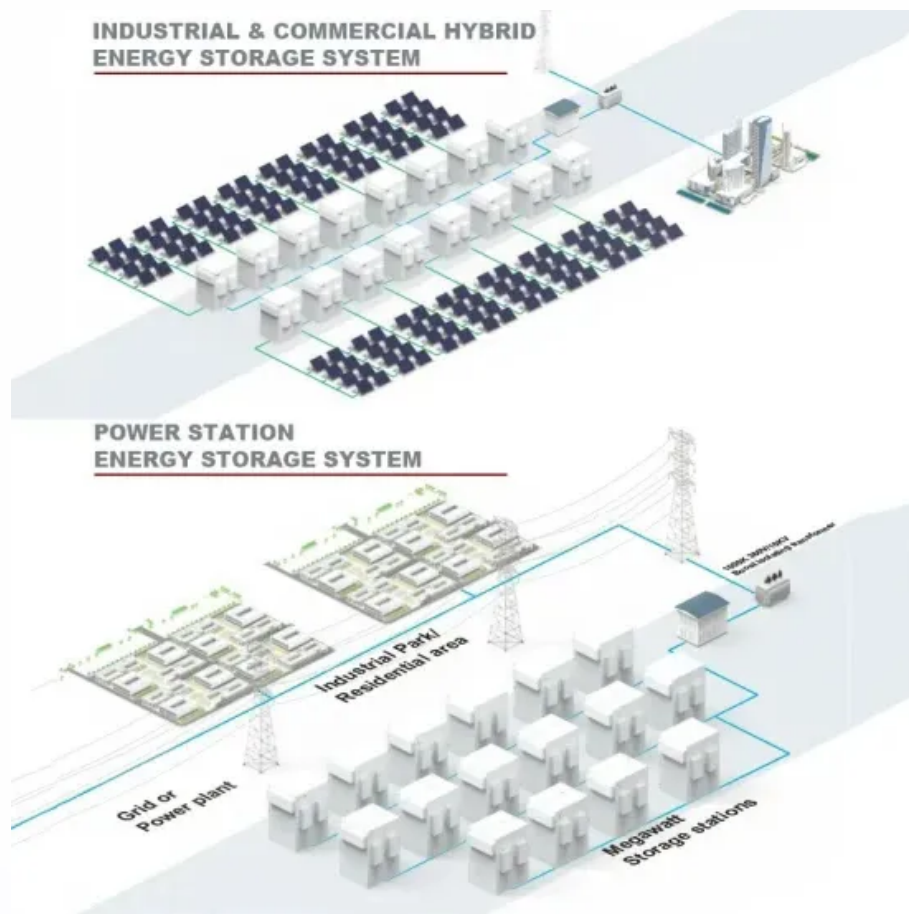 INDUSTRIAL & COMMERCIAL HYBRID
ENERGY STORAGE SYSTEM
POWER STATION
ENERGY STORAGE SYSTEM
Industrial Park/
Residential area
Grid or
Power plant
Megawatt
Storage stations